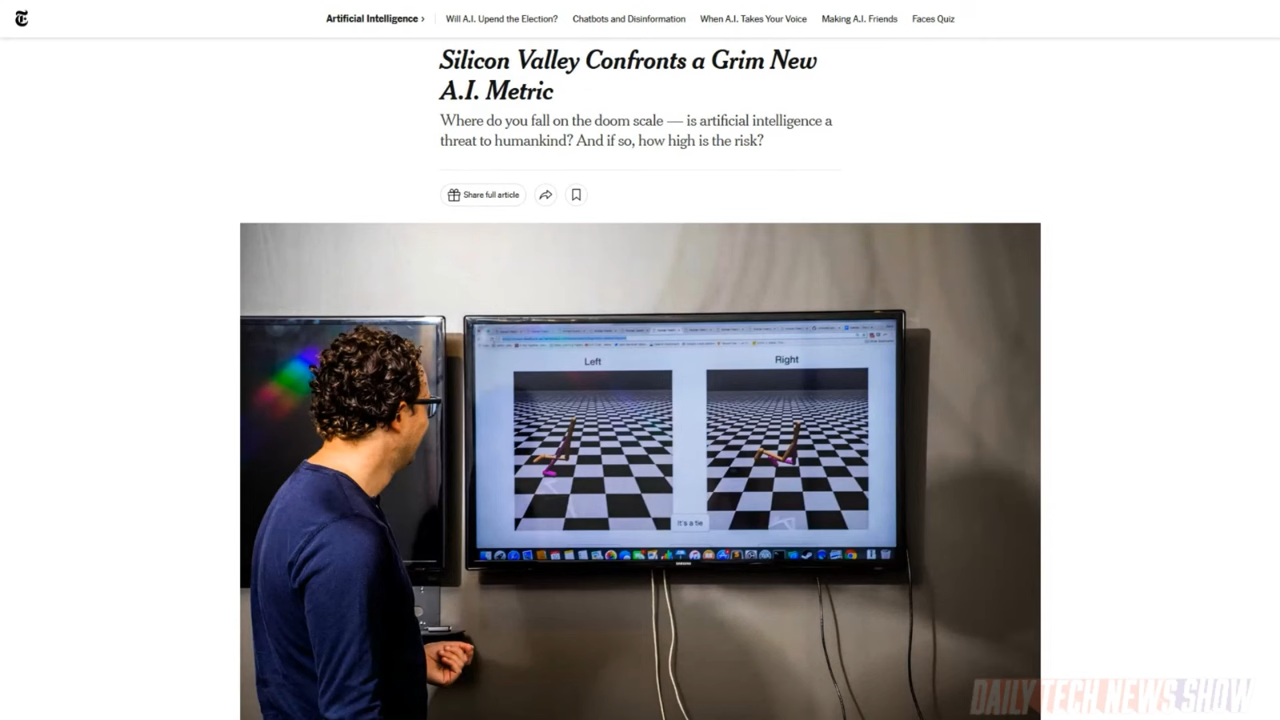 Artificial Intelligence › Will A.I. Upend the Election? Chatbots and Disinformation When A.I. Takes Your Voice Making A.I. Friends Faces Quiz
Silicon Valley Confronts a Grim New
A.I. Metric
Where do you fall on the doom scale — is artificial intelligence a
threat to humankind? And if so, how high is the risk?
Share full article
Left Right
It's a tie
SAMSUNG
DAILY TECH NEWS SHOW